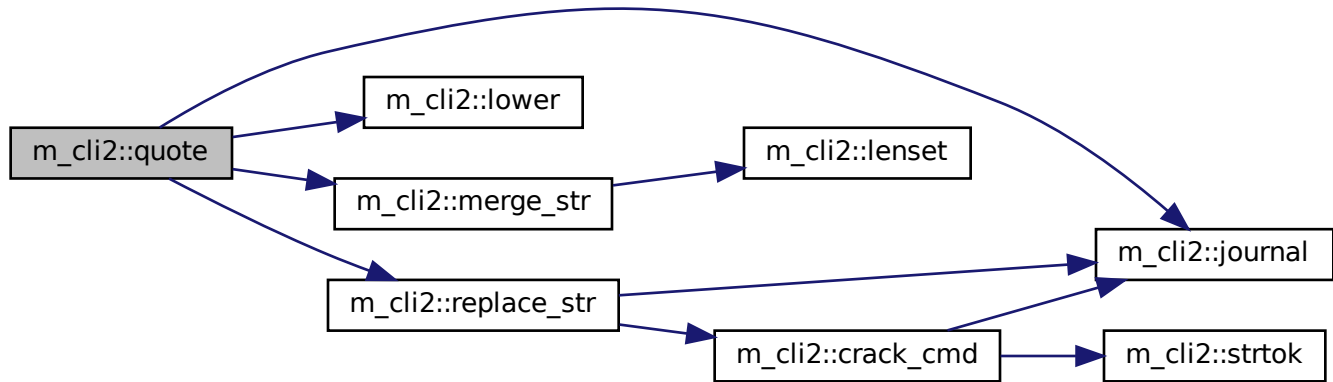 m_cli2::quote
m_cli2::lower
m_cli2::merge_str
m_cli2::lenset
m_cli2::journal
m_cli2::replace_str
m_cli2::crack_cmd
m_cli2::strtok